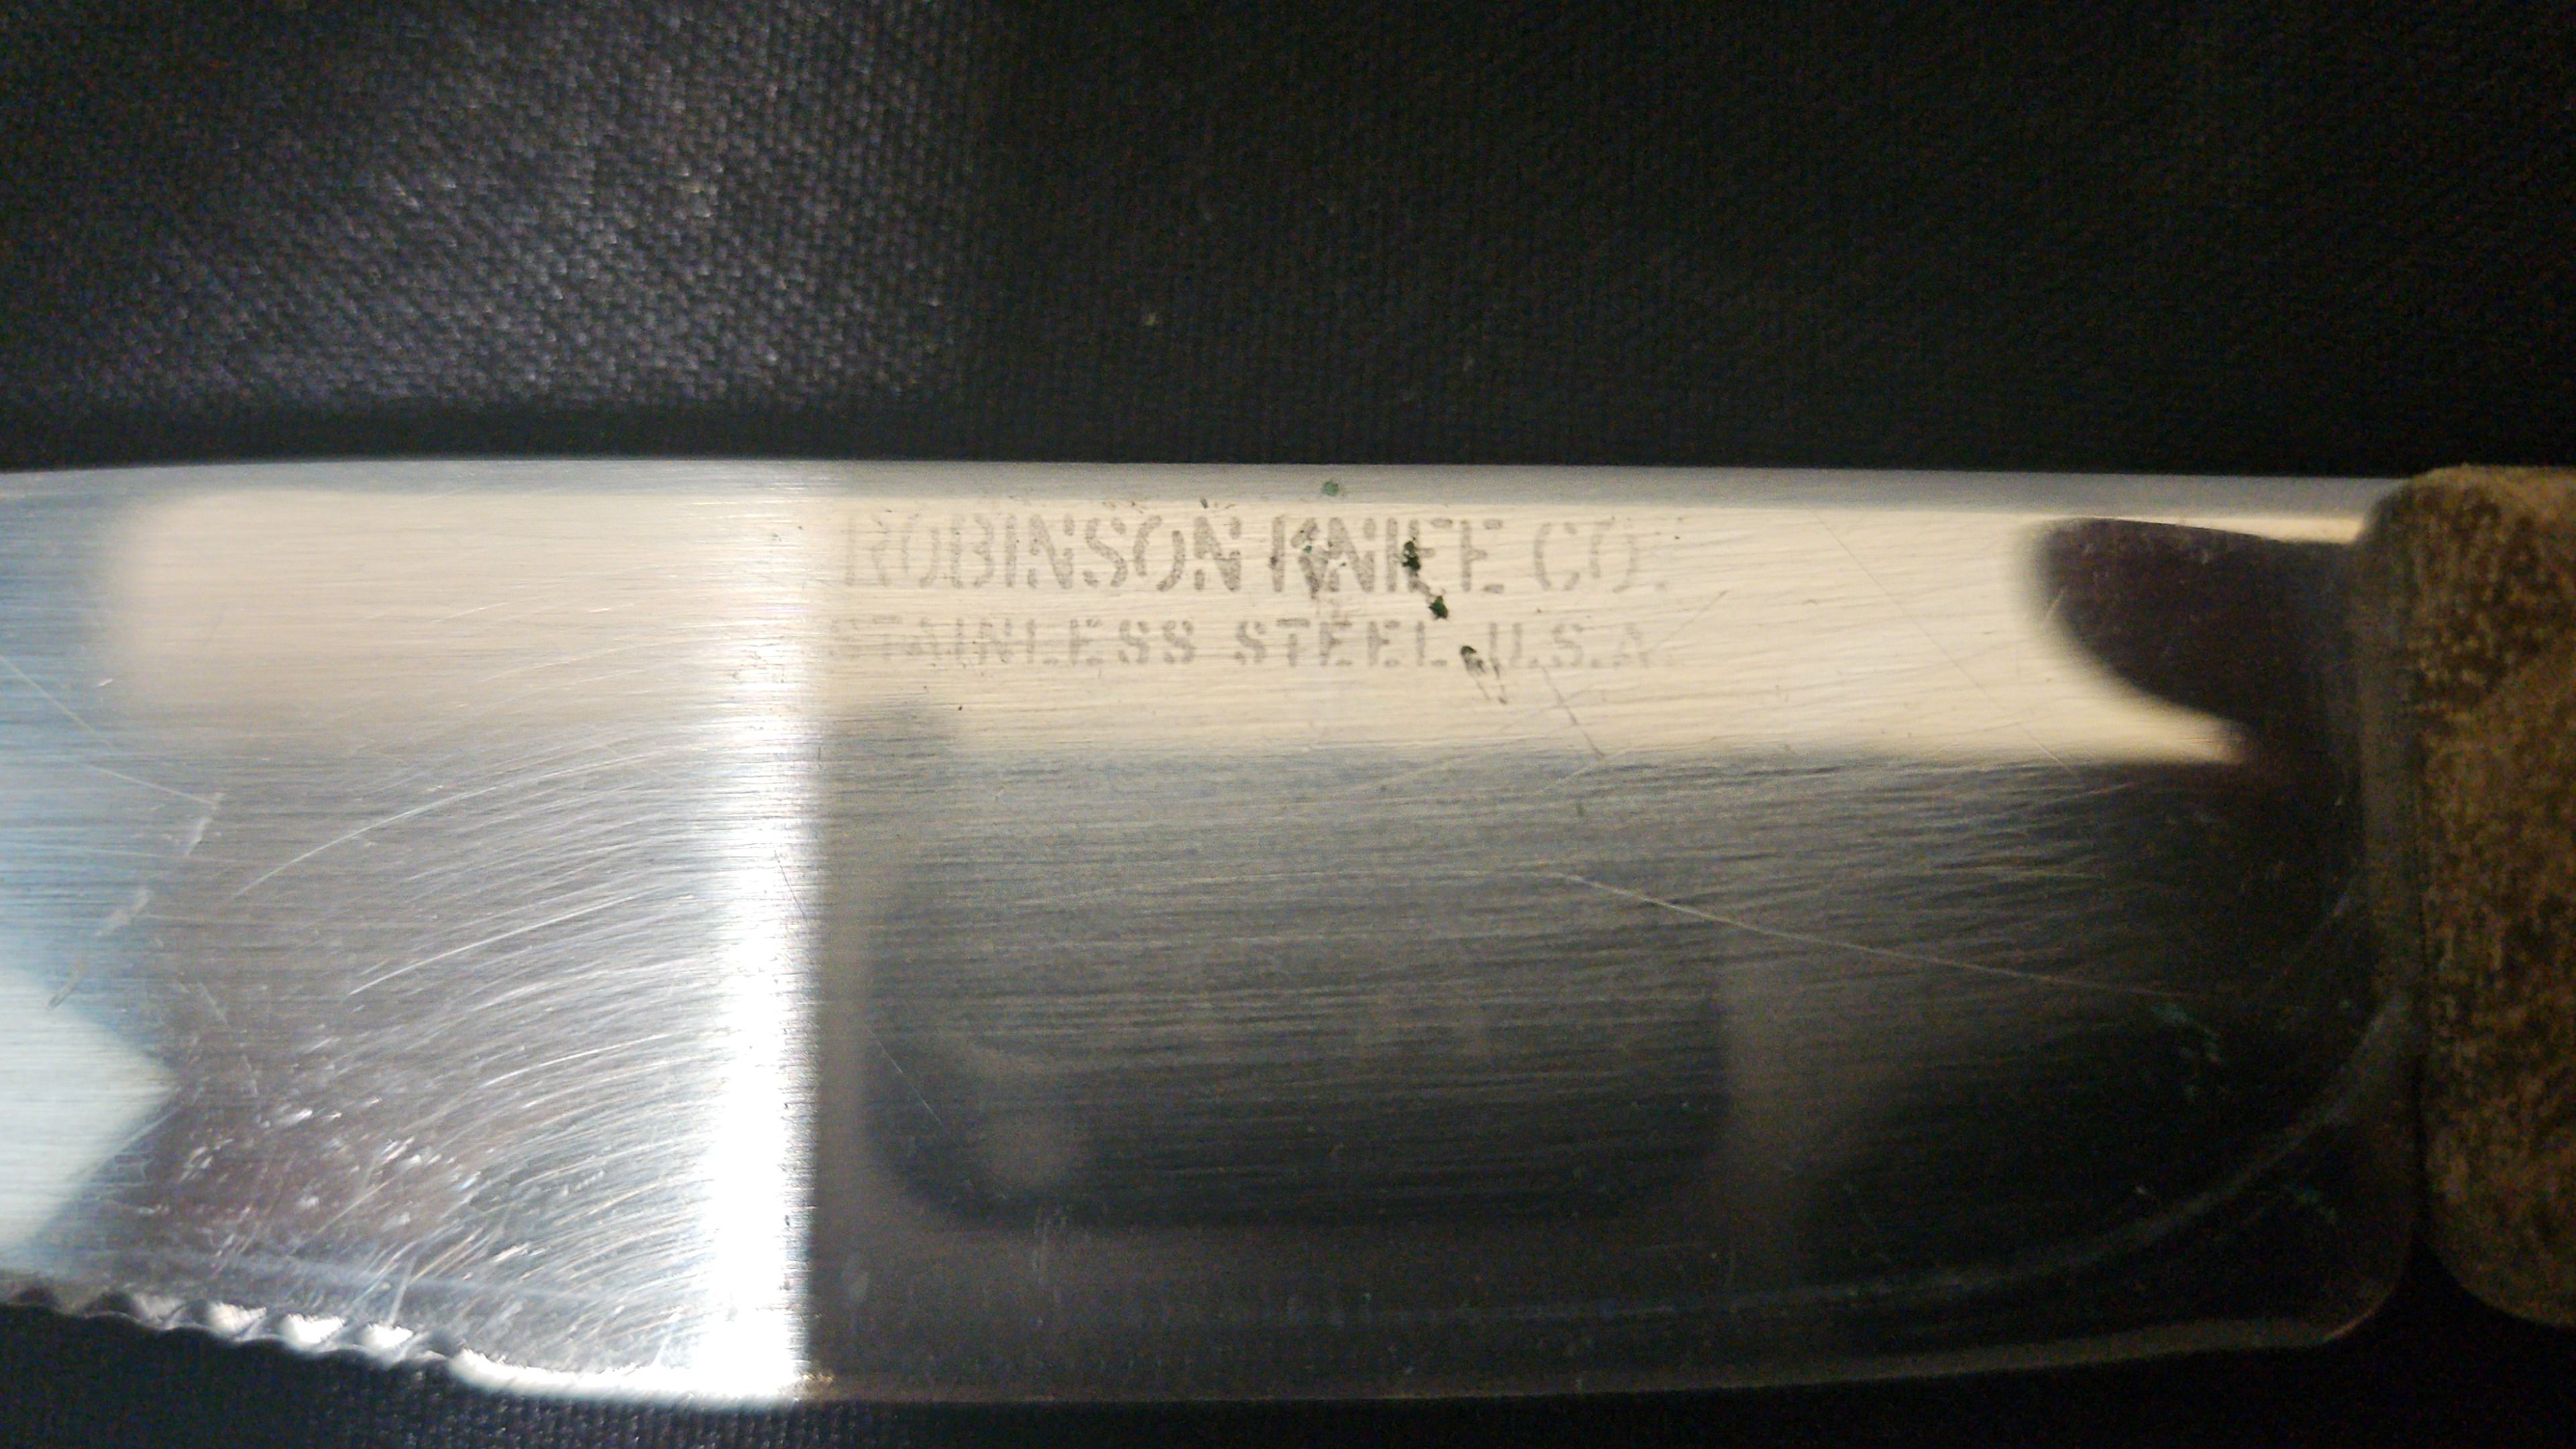 ROBINSON KNIFE CO.
STAINLESS STEEL U.S.A.